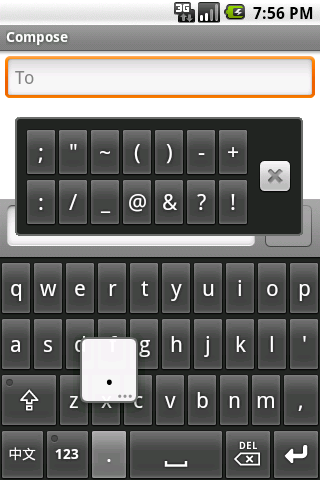 3G 7:56 PM
Compose
To
; " ~ ( ) - +
: / _ @ & ? !
q w e r t y u i o p
a s d f g h j k l '
.
z x c v b n m ,
中文 123 . DEL